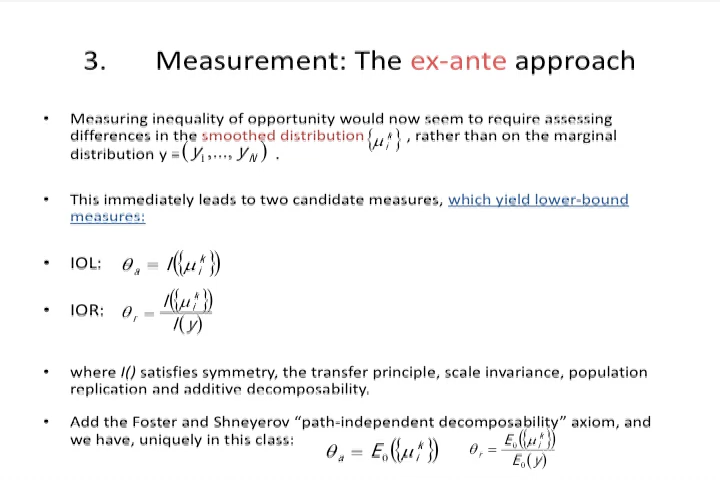 3. Measurement: The ex-ante approach
• Measuring inequality of opportunity would now seem to require assessing
differences in the smoothed distribution {μ_i^k}, rather than on the marginal
distribution y = (y_1,...., y_N) .
• This immediately leads to two candidate measures, which yield lower-bound
measures:
• IOL: θ_a = I({μ_i^k})
• IOR: θ_r = I({μ_i^k}) / I(y)
• where I() satisfies symmetry, the transfer principle, scale invariance, population
replication and additive decomposability.
• Add the Foster and Shneyerov “path-independent decomposability” axiom, and
we have, uniquely in this class: θ_a = E_0({μ_i^k}) θ_r = E_0({μ_i^k}) / E_0(y)